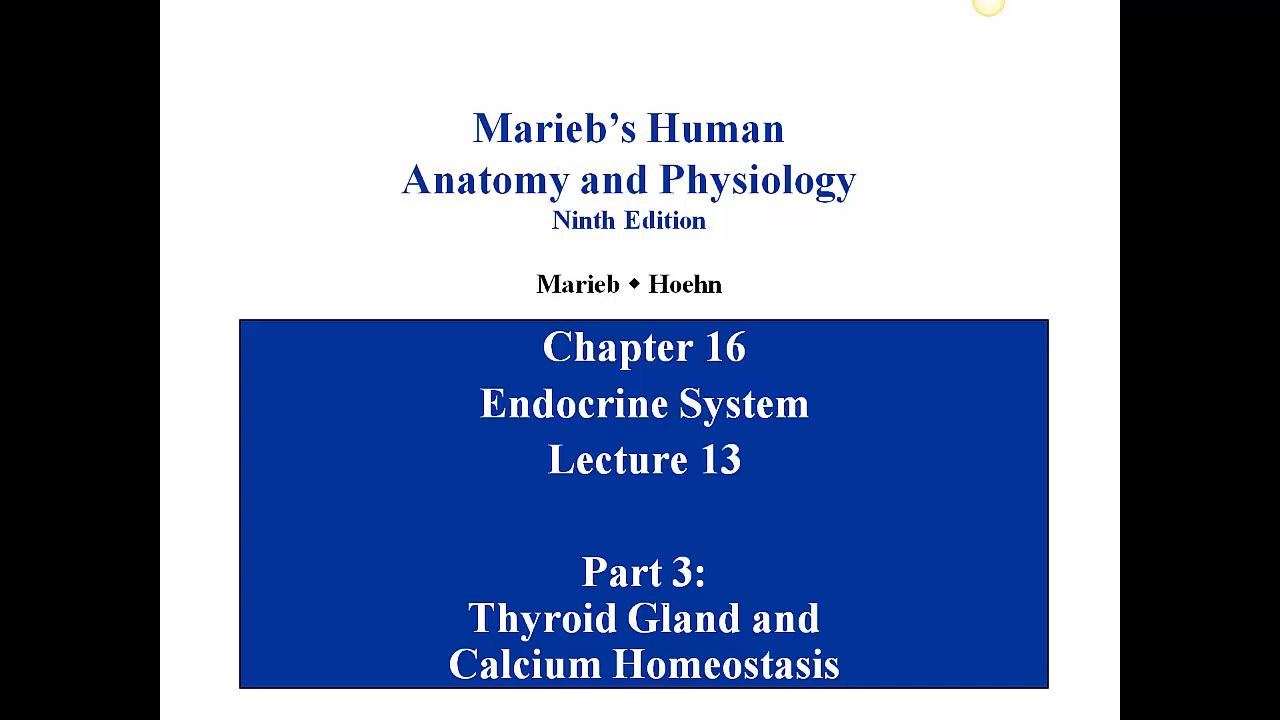 Marieb’s Human
Anatomy and Physiology
Ninth Edition
Marieb ◆ Hoehn
Chapter 16
Endocrine System
Lecture 13
Part 3:
Thyroid Gland and
Calcium Homeostasis